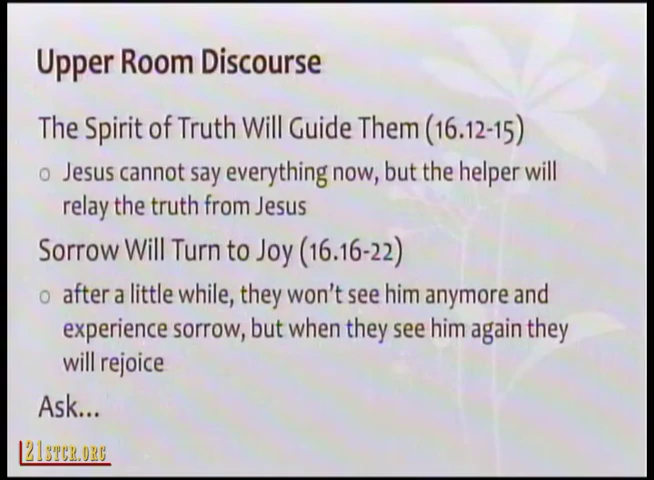 Upper Room Discourse
The Spirit of Truth Will Guide Them (16.12-15)
o Jesus cannot say everything now, but the helper will
relay the truth from Jesus
Sorrow Will Turn to Joy (16.16-22)
o after a little while, they won't see him anymore and
experience sorrow, but when they see him again they
will rejoice
Ask...
21STCR.ORG